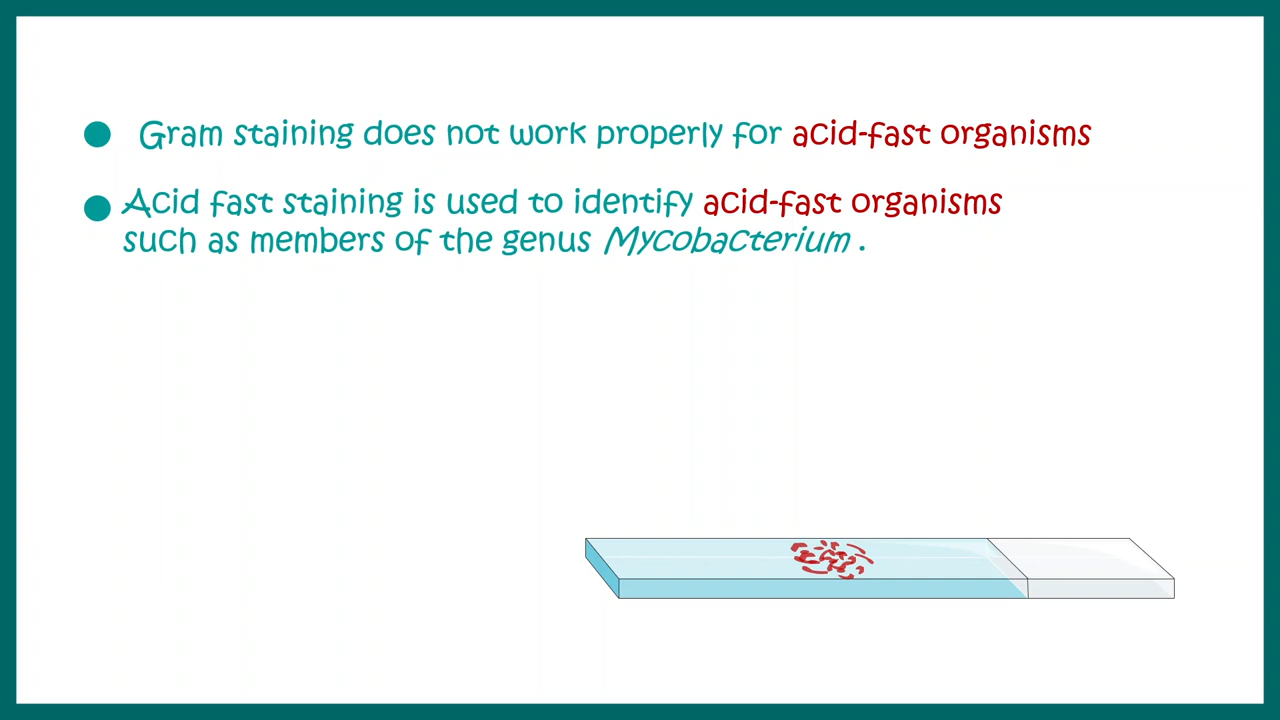 Gram staining does not work properly for acid-fast organisms
Acid fast staining is used to identify acid-fast organisms
such as members of the genus Mycobacterium .